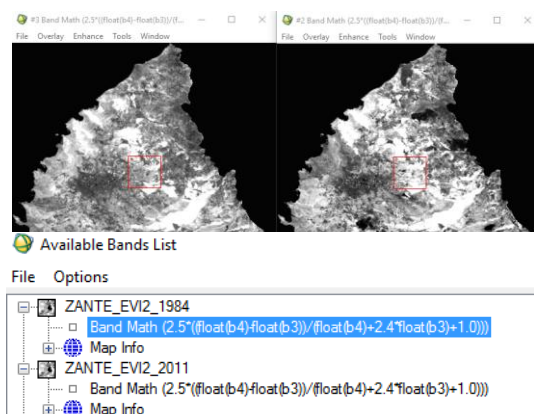 #3 Band Math (2.5*((float(b4)-float(b3))/(f...
#2 Band Math (2.5*((float(b4)-float(b3))/(f...
File Overlay Enhance Tools Window
File Overlay Enhance Tools Window
Available Bands List
File Options
ZANTE_EVI2_1984
Band Math (2.5*((float(b4)-float(b3))/(float(b4)+2.4*float(b3)+1.0)))
Map Info
ZANTE_EVI2_2011
Band Math (2.5*((float(b4)-float(b3))/(float(b4)+2.4*float(b3)+1.0)))
Map Info